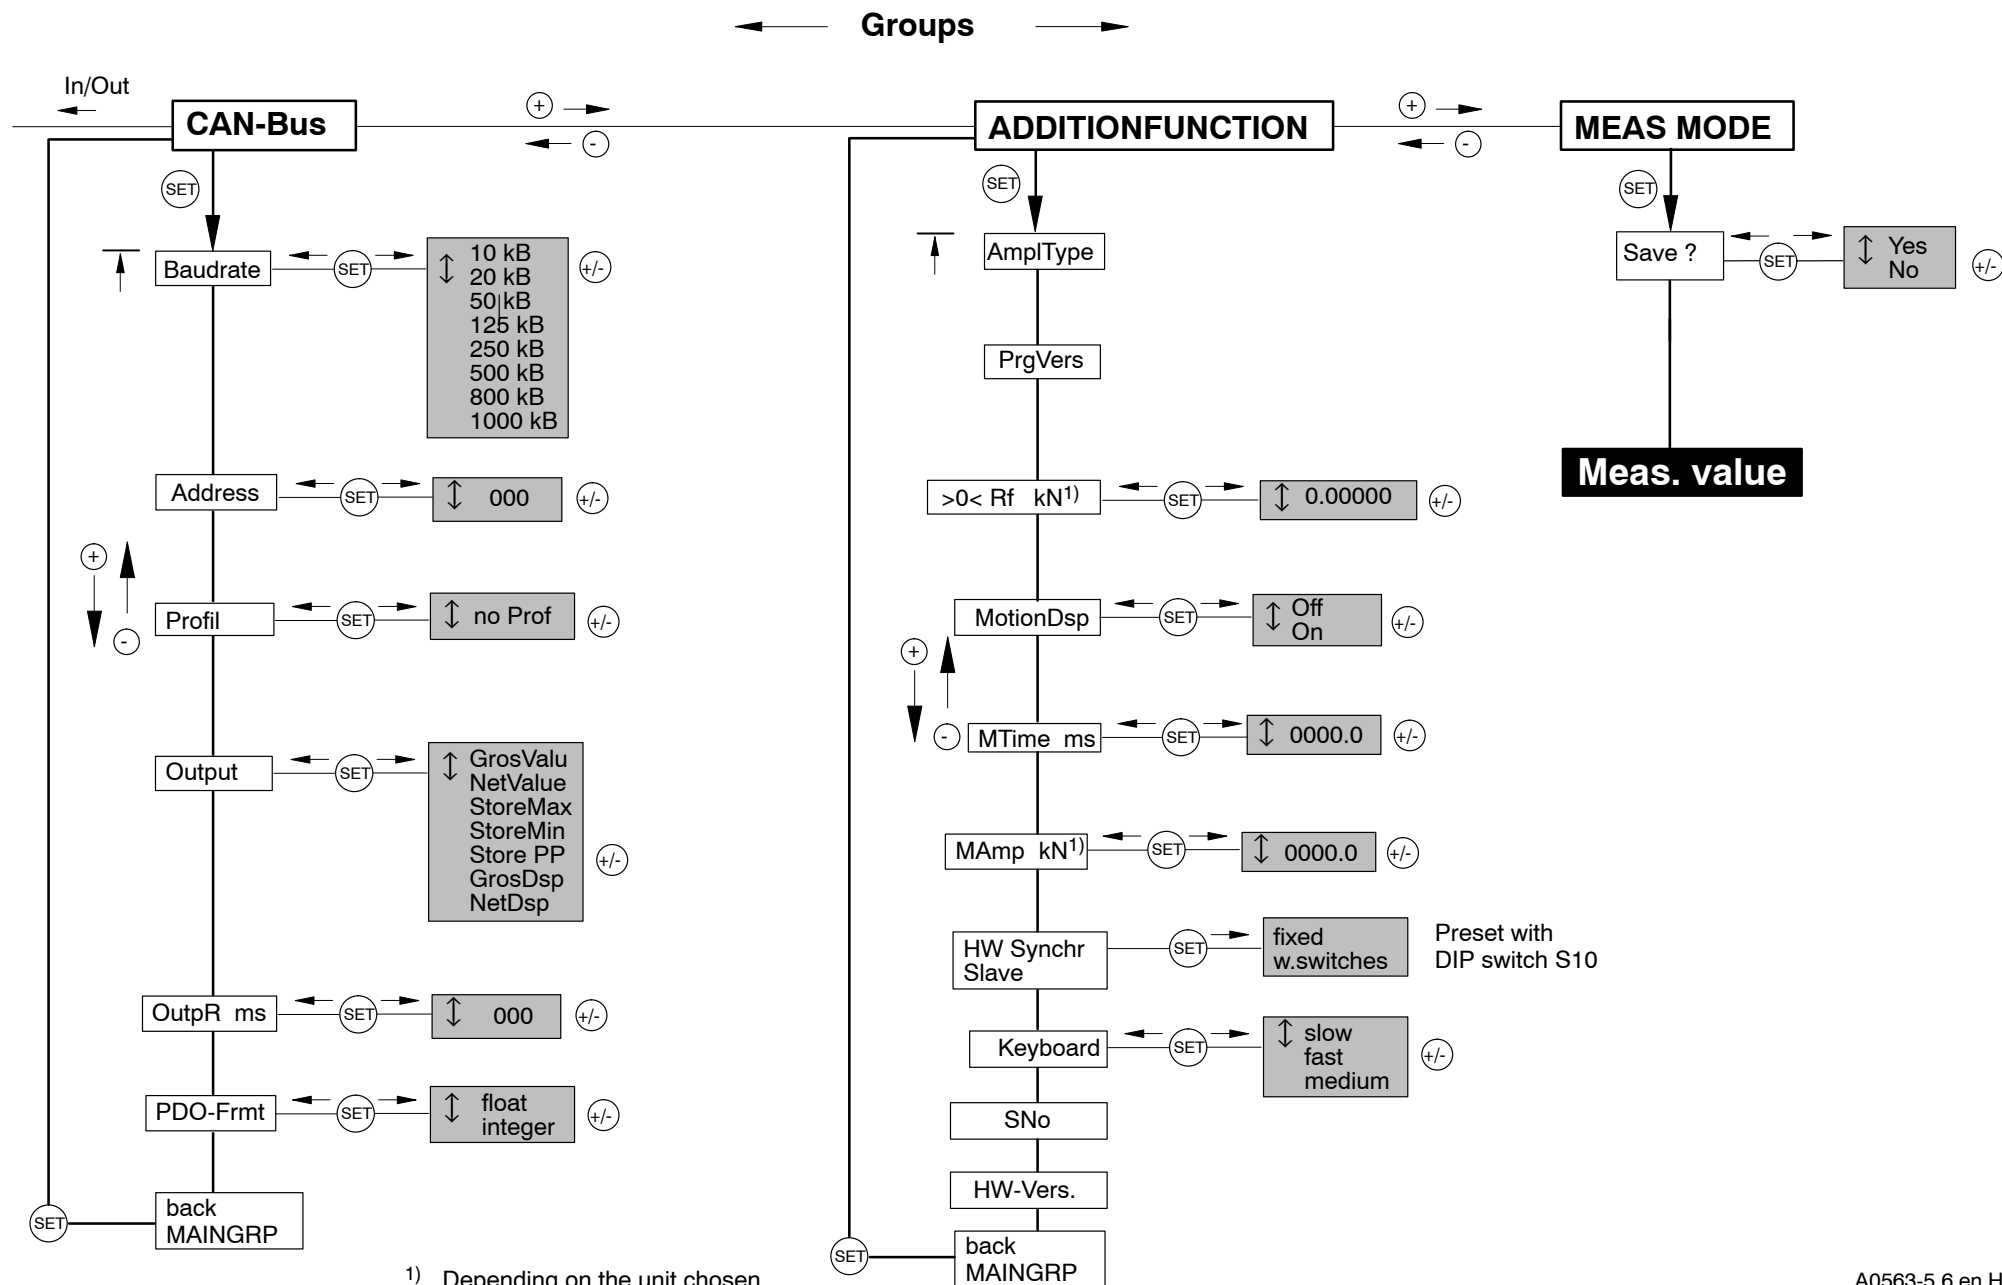 Groups
In/Out
CAN-Bus
+
-
SET
Baudrate
SET
10 kB
20 kB
50 kB
125 kB
250 kB
500 kB
800 kB
1000 kB
+/-
Address
SET
000
+/-
+
-
Profil
SET
no Prof
+/-
Output
SET
GrosValu
NetValue
StoreMax
StoreMin
Store PP
GrosDsp
NetDsp
+/-
OutpR ms
SET
000
+/-
PDO-Frmt
SET
float
integer
+/-
back
MAINGRP
SET
ADDITIONFUNCTION
+
-
SET
AmplType
PrgVers
>0< Rf kN1)
SET
0.00000
+/-
MotionDsp
SET
Off
On
+/-
+
-
MTime ms
SET
0000.0
+/-
MAmp kN1)
SET
0000.0
+/-
HW Synchr
Slave
SET
fixed
w.switches
Preset with
DIP switch S10
Keyboard
SET
slow
fast
medium
+/-
SNo
HW-Vers.
back
MAINGRP
SET
MEAS MODE
SET
Save ?
SET
Yes
No
+/-
Meas. value
1) Depending on the unit chosen
A0563-5.6 en H